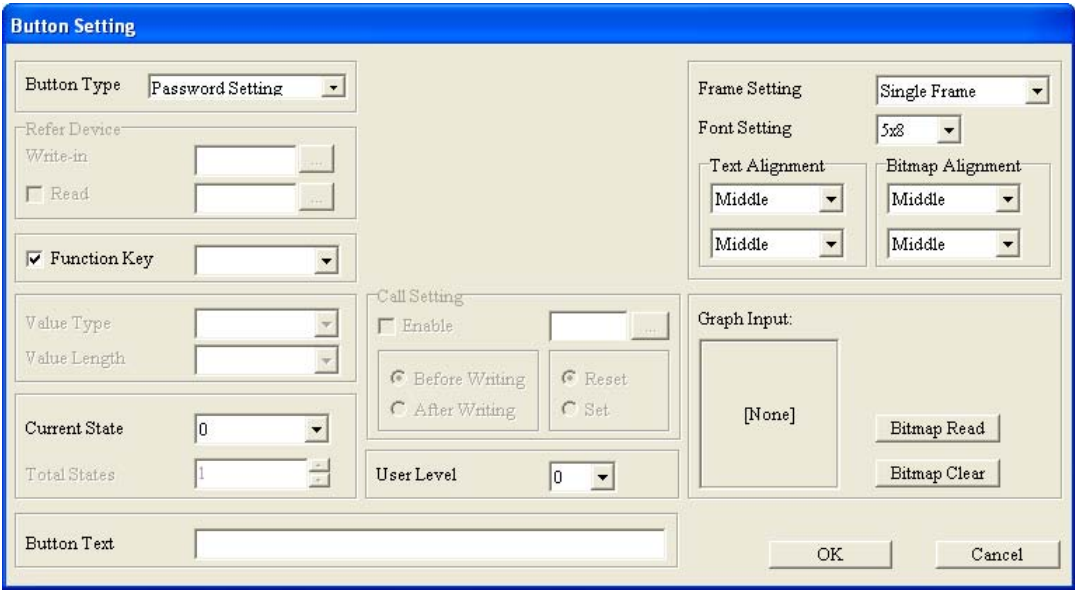 Button Setting
Button Type
Password Setting
Refer Device
Write-in
...
Read
...
Function Key
Value Type
Value Length
Current State
0
Total States
1
Call Setting
Enable
...
Before Writing
After Writing
Reset
Set
User Level
0
Button Text
Frame Setting
Single Frame
Font Setting
5x8
Text Alignment
Middle
Middle
Bitmap Alignment
Middle
Middle
Graph Input:
[None]
Bitmap Read
Bitmap Clear
OK
Cancel